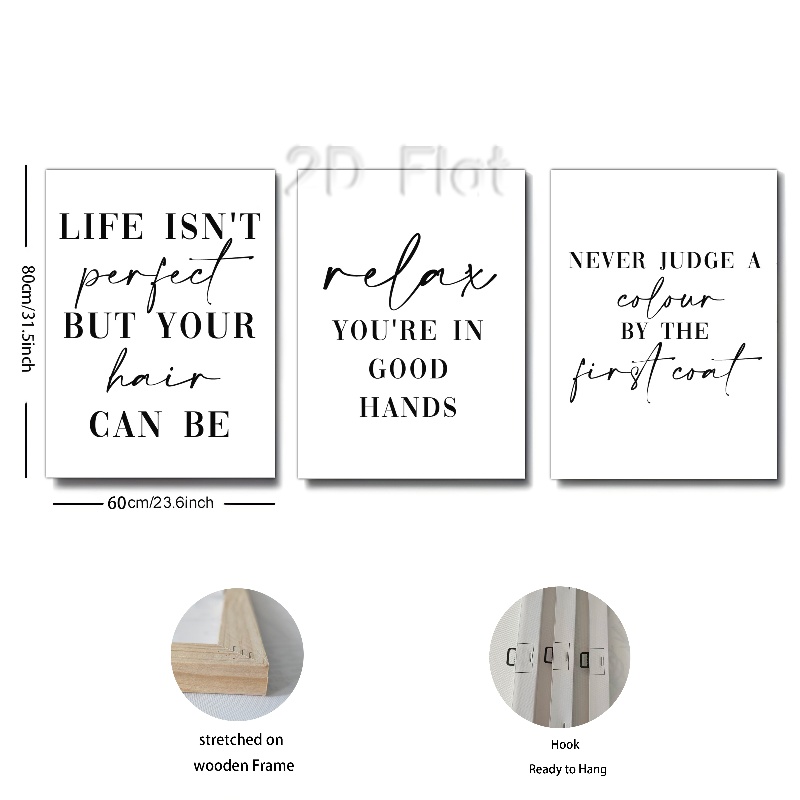 2D Flat
LIFE ISN'T
perfect
BUT YOUR
hair
CAN BE
relax
YOU'RE IN
GOOD
HANDS
NEVER JUDGE A
colour
BY THE
first coat
80cm/31.5inch
60cm/23.6inch
stretched on
wooden Frame
Hook
Ready to Hang